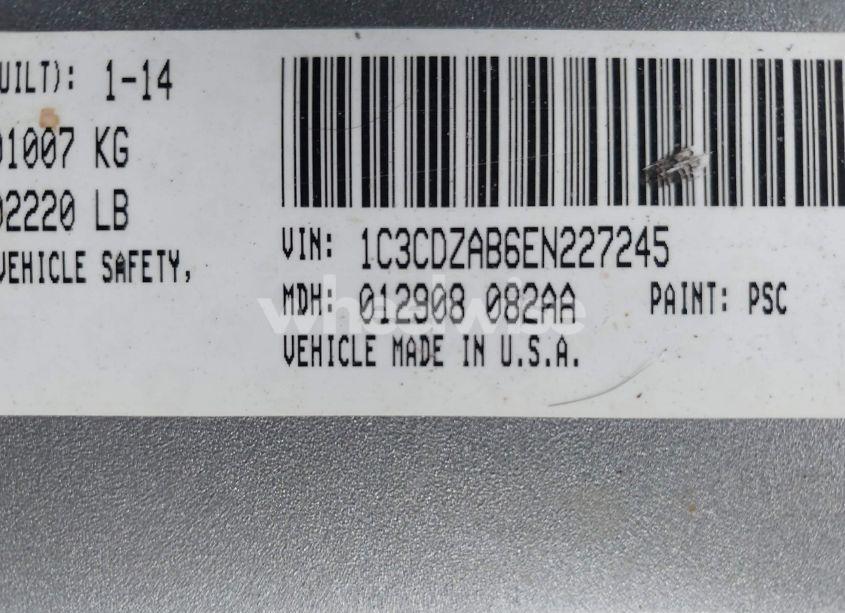 UILT): 1-14
01007 KG
02220 LB
VEHICLE SAFETY,
VIN: 1C3CDZAB6EN227245
MDH: 012908 082AA PAINT: PSC
VEHICLE MADE IN U.S.A.
wheelwise